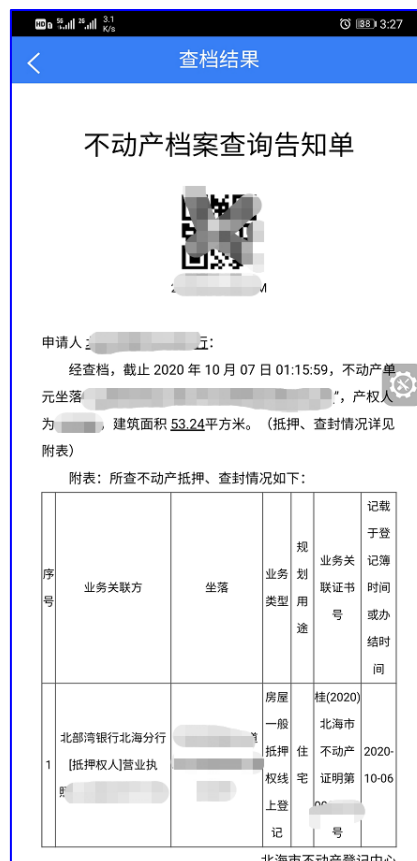 HD 5G 2G 3.1 K/s 38 3:27
查档结果
不动产档案查询告知单
申请人
行:
经查档，截止 2020 年 10 月 07 日 01:15:59，不动产单
元坐落 "，产权人
为 ，建筑面积 53.24平方米。（抵押、查封情况详见
附表）
附表：所查不动产抵押、查封情况如下：
序号 业务关联方 坐落 业务类型 规划用途 业务关联证书号 记载于登记簿时间或办结时间
1 北部湾银行北海分行[抵押权人]营业执 道 房屋一般抵押权线上登记 住宅 桂(2020)北海市不动产证明第 号 2020-10-06
北海市不动产登记中心